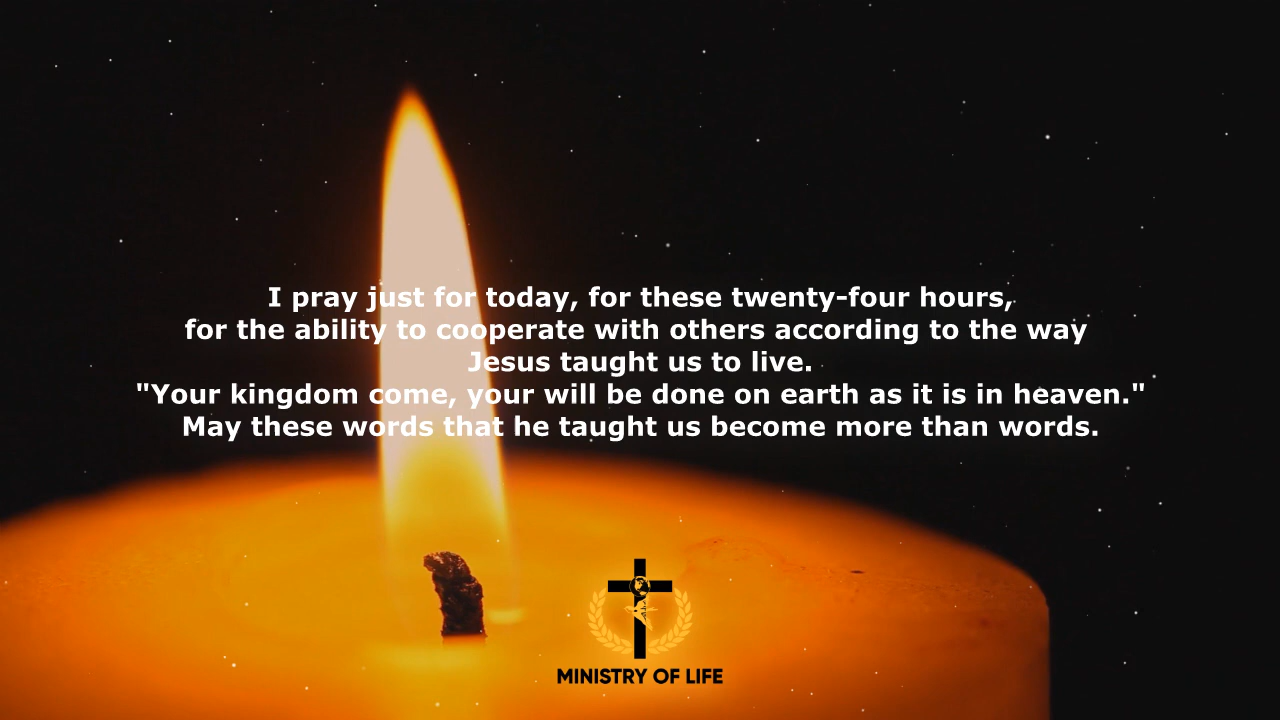 I pray just for today, for these twenty-four hours,
for the ability to cooperate with others according to the way
Jesus taught us to live.
"Your kingdom come, your will be done on earth as it is in heaven."
May these words that he taught us become more than words.
MINISTRY OF LIFE